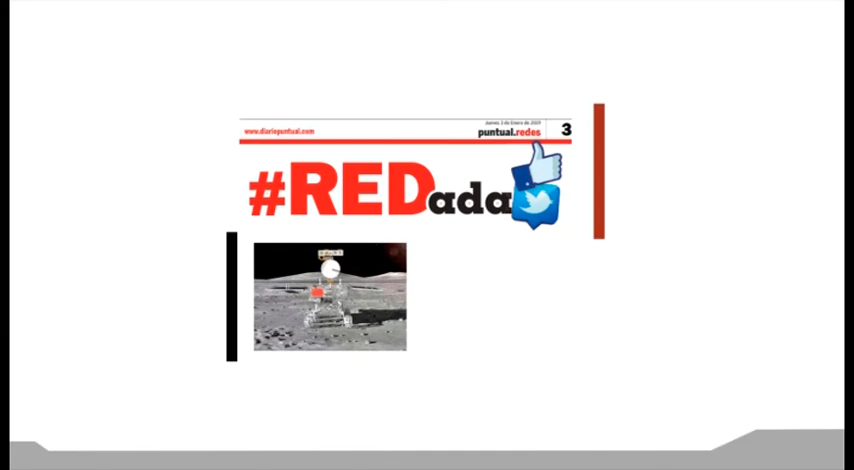 www.diariopuntual.com
Jueves, 3 de Enero de 2019
puntual.redes 3
#REDada